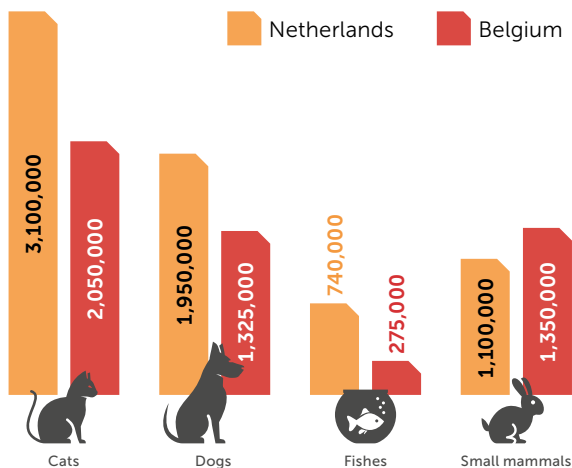 Netherlands
Belgium
3,100,000
2,050,000
1,950,000
1,325,000
740,000
275,000
1,100,000
1,350,000
Cats
Dogs
Fishes
Small mammals